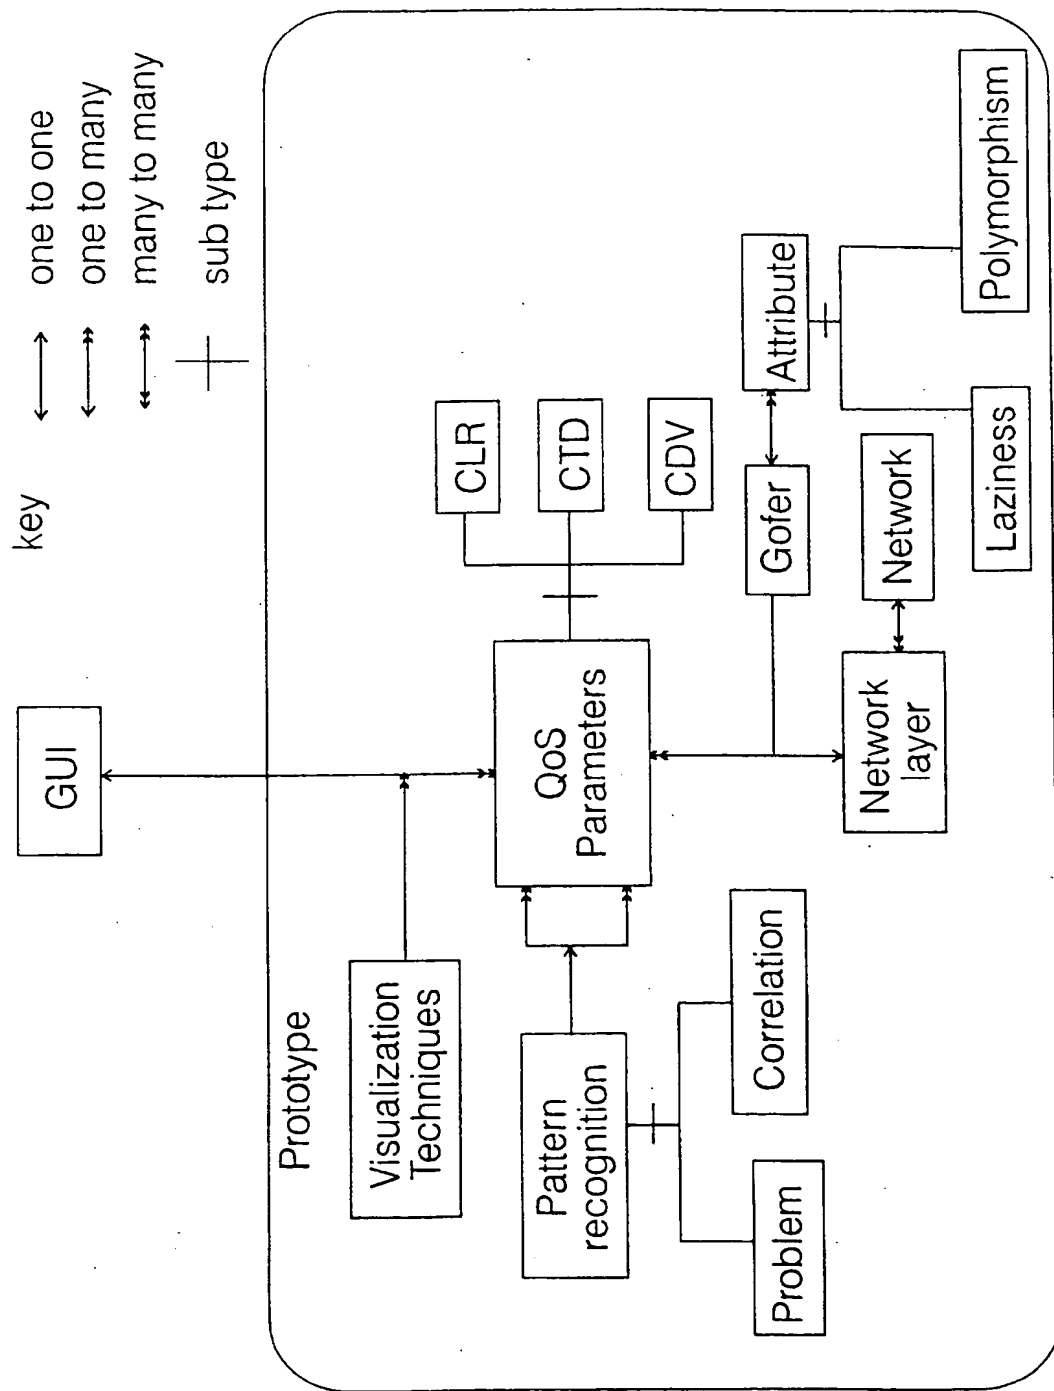 key
one to one
one to many
many to many
sub type
GUI
Prototype
Visualization
Techniques
QoS
Parameters
CLR
CTD
CDV
Pattern
recognition
Problem
Correlation
Gofer
Attribute
Network
layer
Network
Laziness
Polymorphism